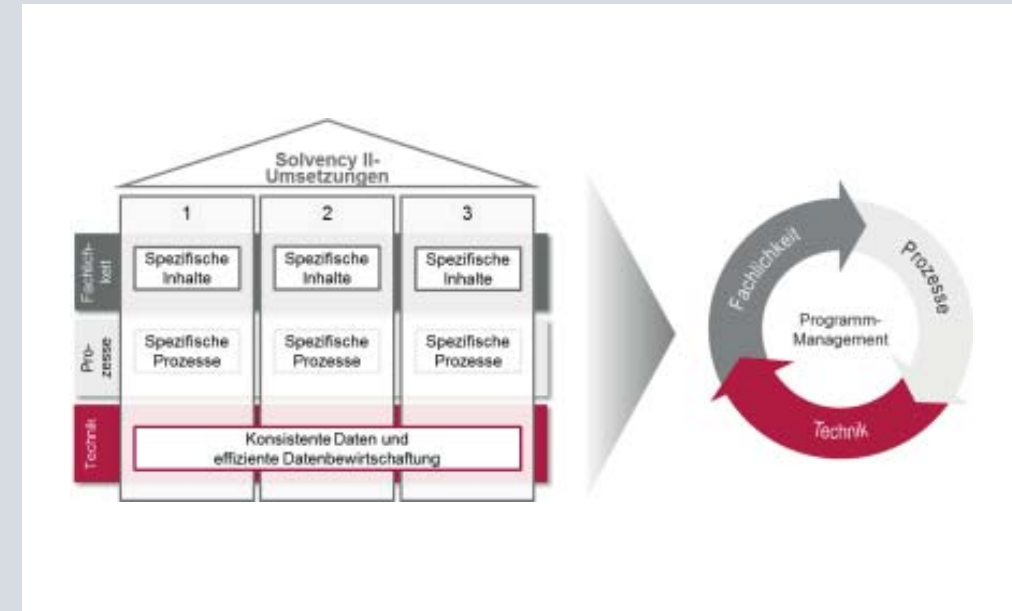 Solvency II-
Umsetzungen
1
2
3
Fachlich-
keit
Spezifische
Inhalte
Spezifische
Inhalte
Spezifische
Inhalte
Pro-
zesse
Spezifische
Prozesse
Spezifische
Prozesse
Spezifische
Prozesse
Technik
Konsistente Daten und
effiziente Datenbewirtschaftung
Fachlichkeit
Prozesse
Programm-
Management
Technik